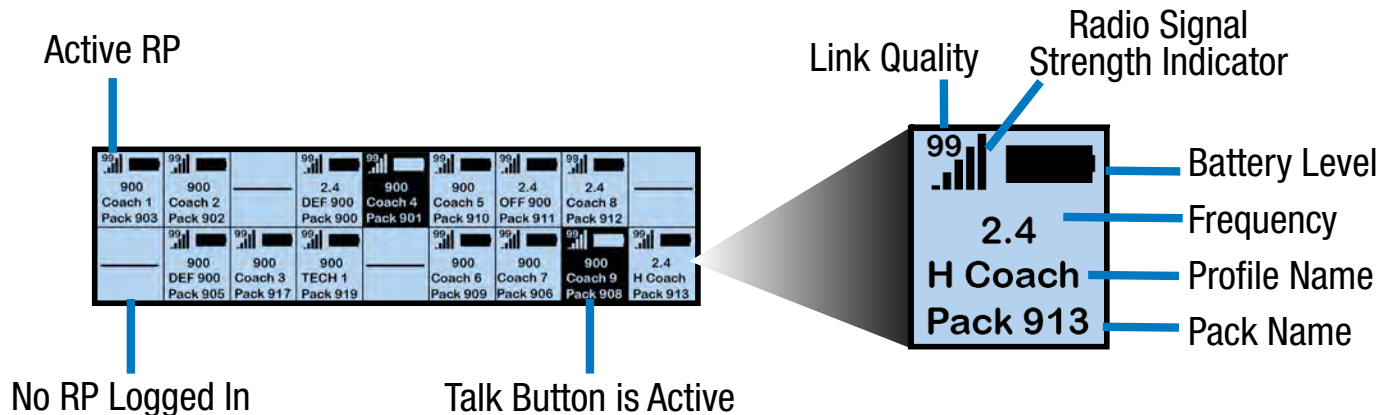 Active RP
Link Quality
Radio Signal
Strength Indicator
99 99 99 99 99 99 99
900 900 2.4 900 900 2.4 2.4
Coach 1 Coach 2 DEF 900 Coach 4 Coach 5 OFF 900 Coach 8
Pack 903 Pack 902 Pack 900 Pack 901 Pack 910 Pack 911 Pack 912
99 99 99 99 99 99 99
900 900 900 900 900 900 2.4
DEF 900 Coach 3 TECH 1 Coach 6 Coach 7 Coach 9 H Coach
Pack 905 Pack 917 Pack 919 Pack 909 Pack 906 Pack 908 Pack 913
99
2.4
H Coach
Pack 913
Battery Level
Frequency
Profile Name
Pack Name
No RP Logged In
Talk Button is Active